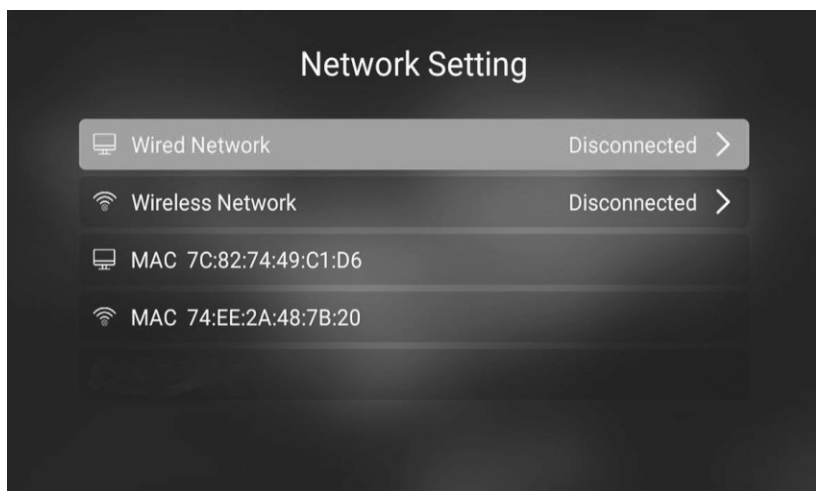 Network Setting
Wired Network Disconnected
Wireless Network Disconnected
MAC 7C:82:74:49:C1:D6
MAC 74:EE:2A:48:7B:20